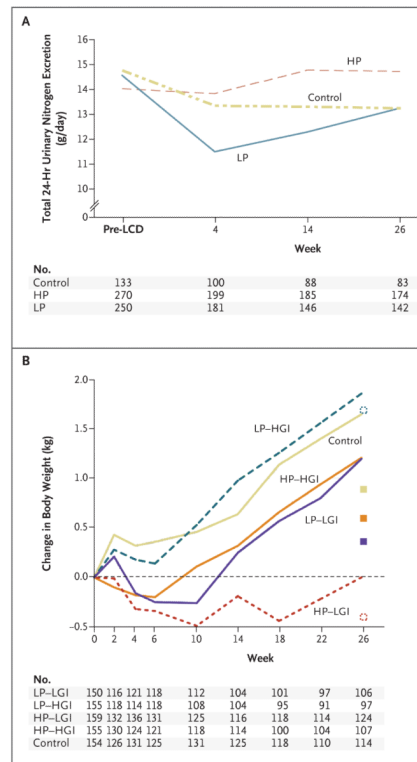 A
Total 24-Hr Urinary Nitrogen Excretion
(g/day)
16
15
14
13
12
11
10
0
HP
Control
LP
Pre-LCD 4 14 26
Week
No.
Control 133 100 88 83
HP 270 199 185 174
LP 250 181 146 142
B
Change in Body Weight (kg)
2.0
1.5
1.0
0.5
0.0
−0.5
LP–HGI
Control
HP–HGI
LP–LGI
HP–LGI
0 2 4 6 10 14 18 22 26
Week
No.
LP–LGI 150 116 121 118 112 104 101 97 106
LP–HGI 155 118 114 118 108 104 95 91 97
HP–LGI 159 132 136 131 125 116 118 114 124
HP–HGI 155 130 124 121 118 114 100 104 107
Control 154 126 131 125 131 125 118 110 114